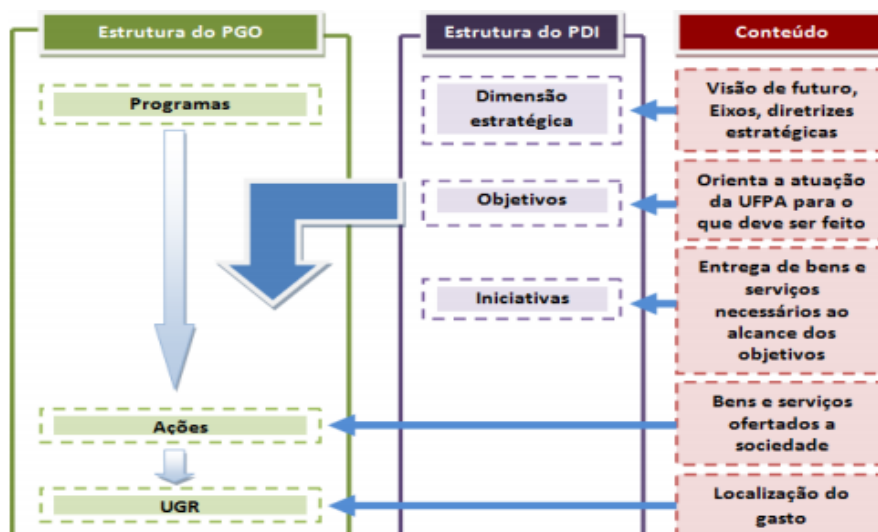 Estrutura do PGO
Estrutura do PDI
Conteúdo
Programas
Dimensão
estratégica
Visão de futuro,
Eixos, diretrizes
estratégicas
Objetivos
Orienta a atuação
da UFPA para o
que deve ser feito
Iniciativas
Entrega de bens e
serviços
necessários ao
alcance dos
objetivos
Ações
Bens e serviços
ofertados a
sociedade
UGR
Localização do
gasto